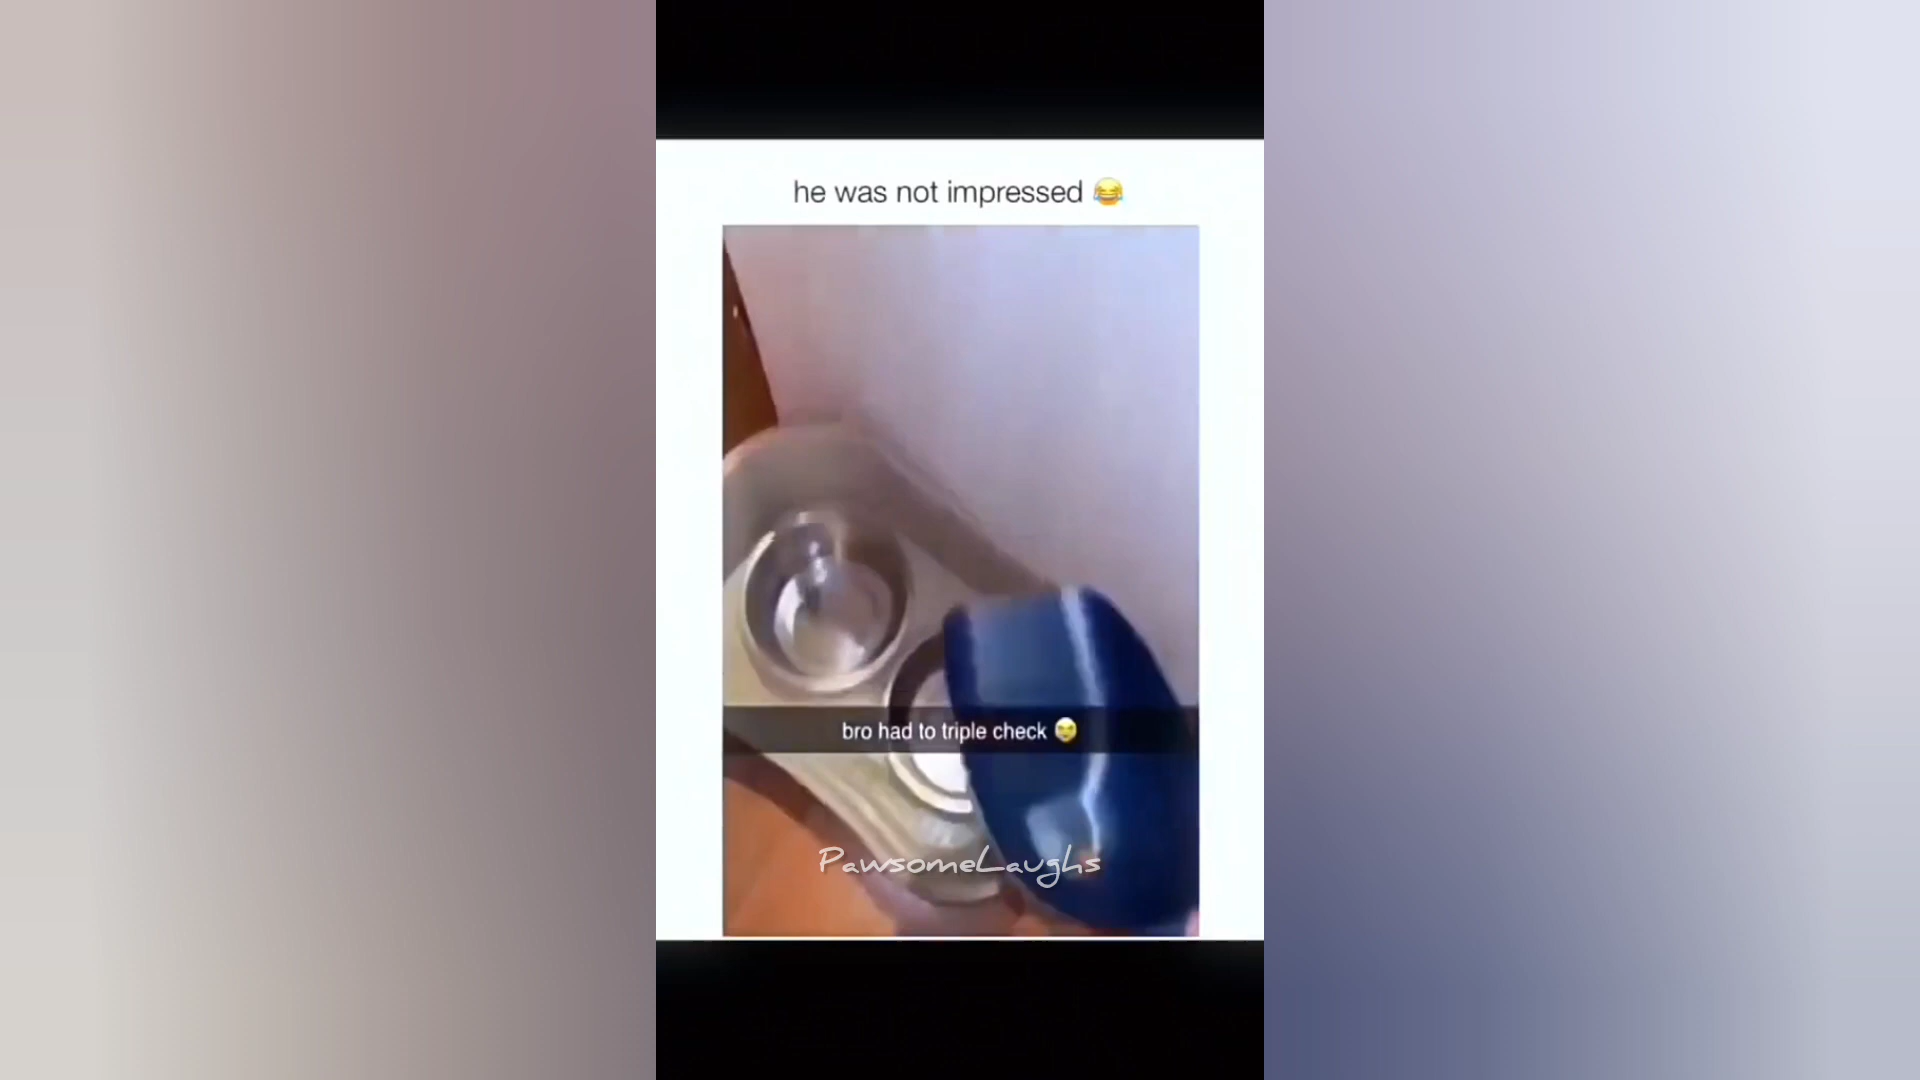 he was not impressed 😂
bro had to triple check 😂
PawsomeLaughs